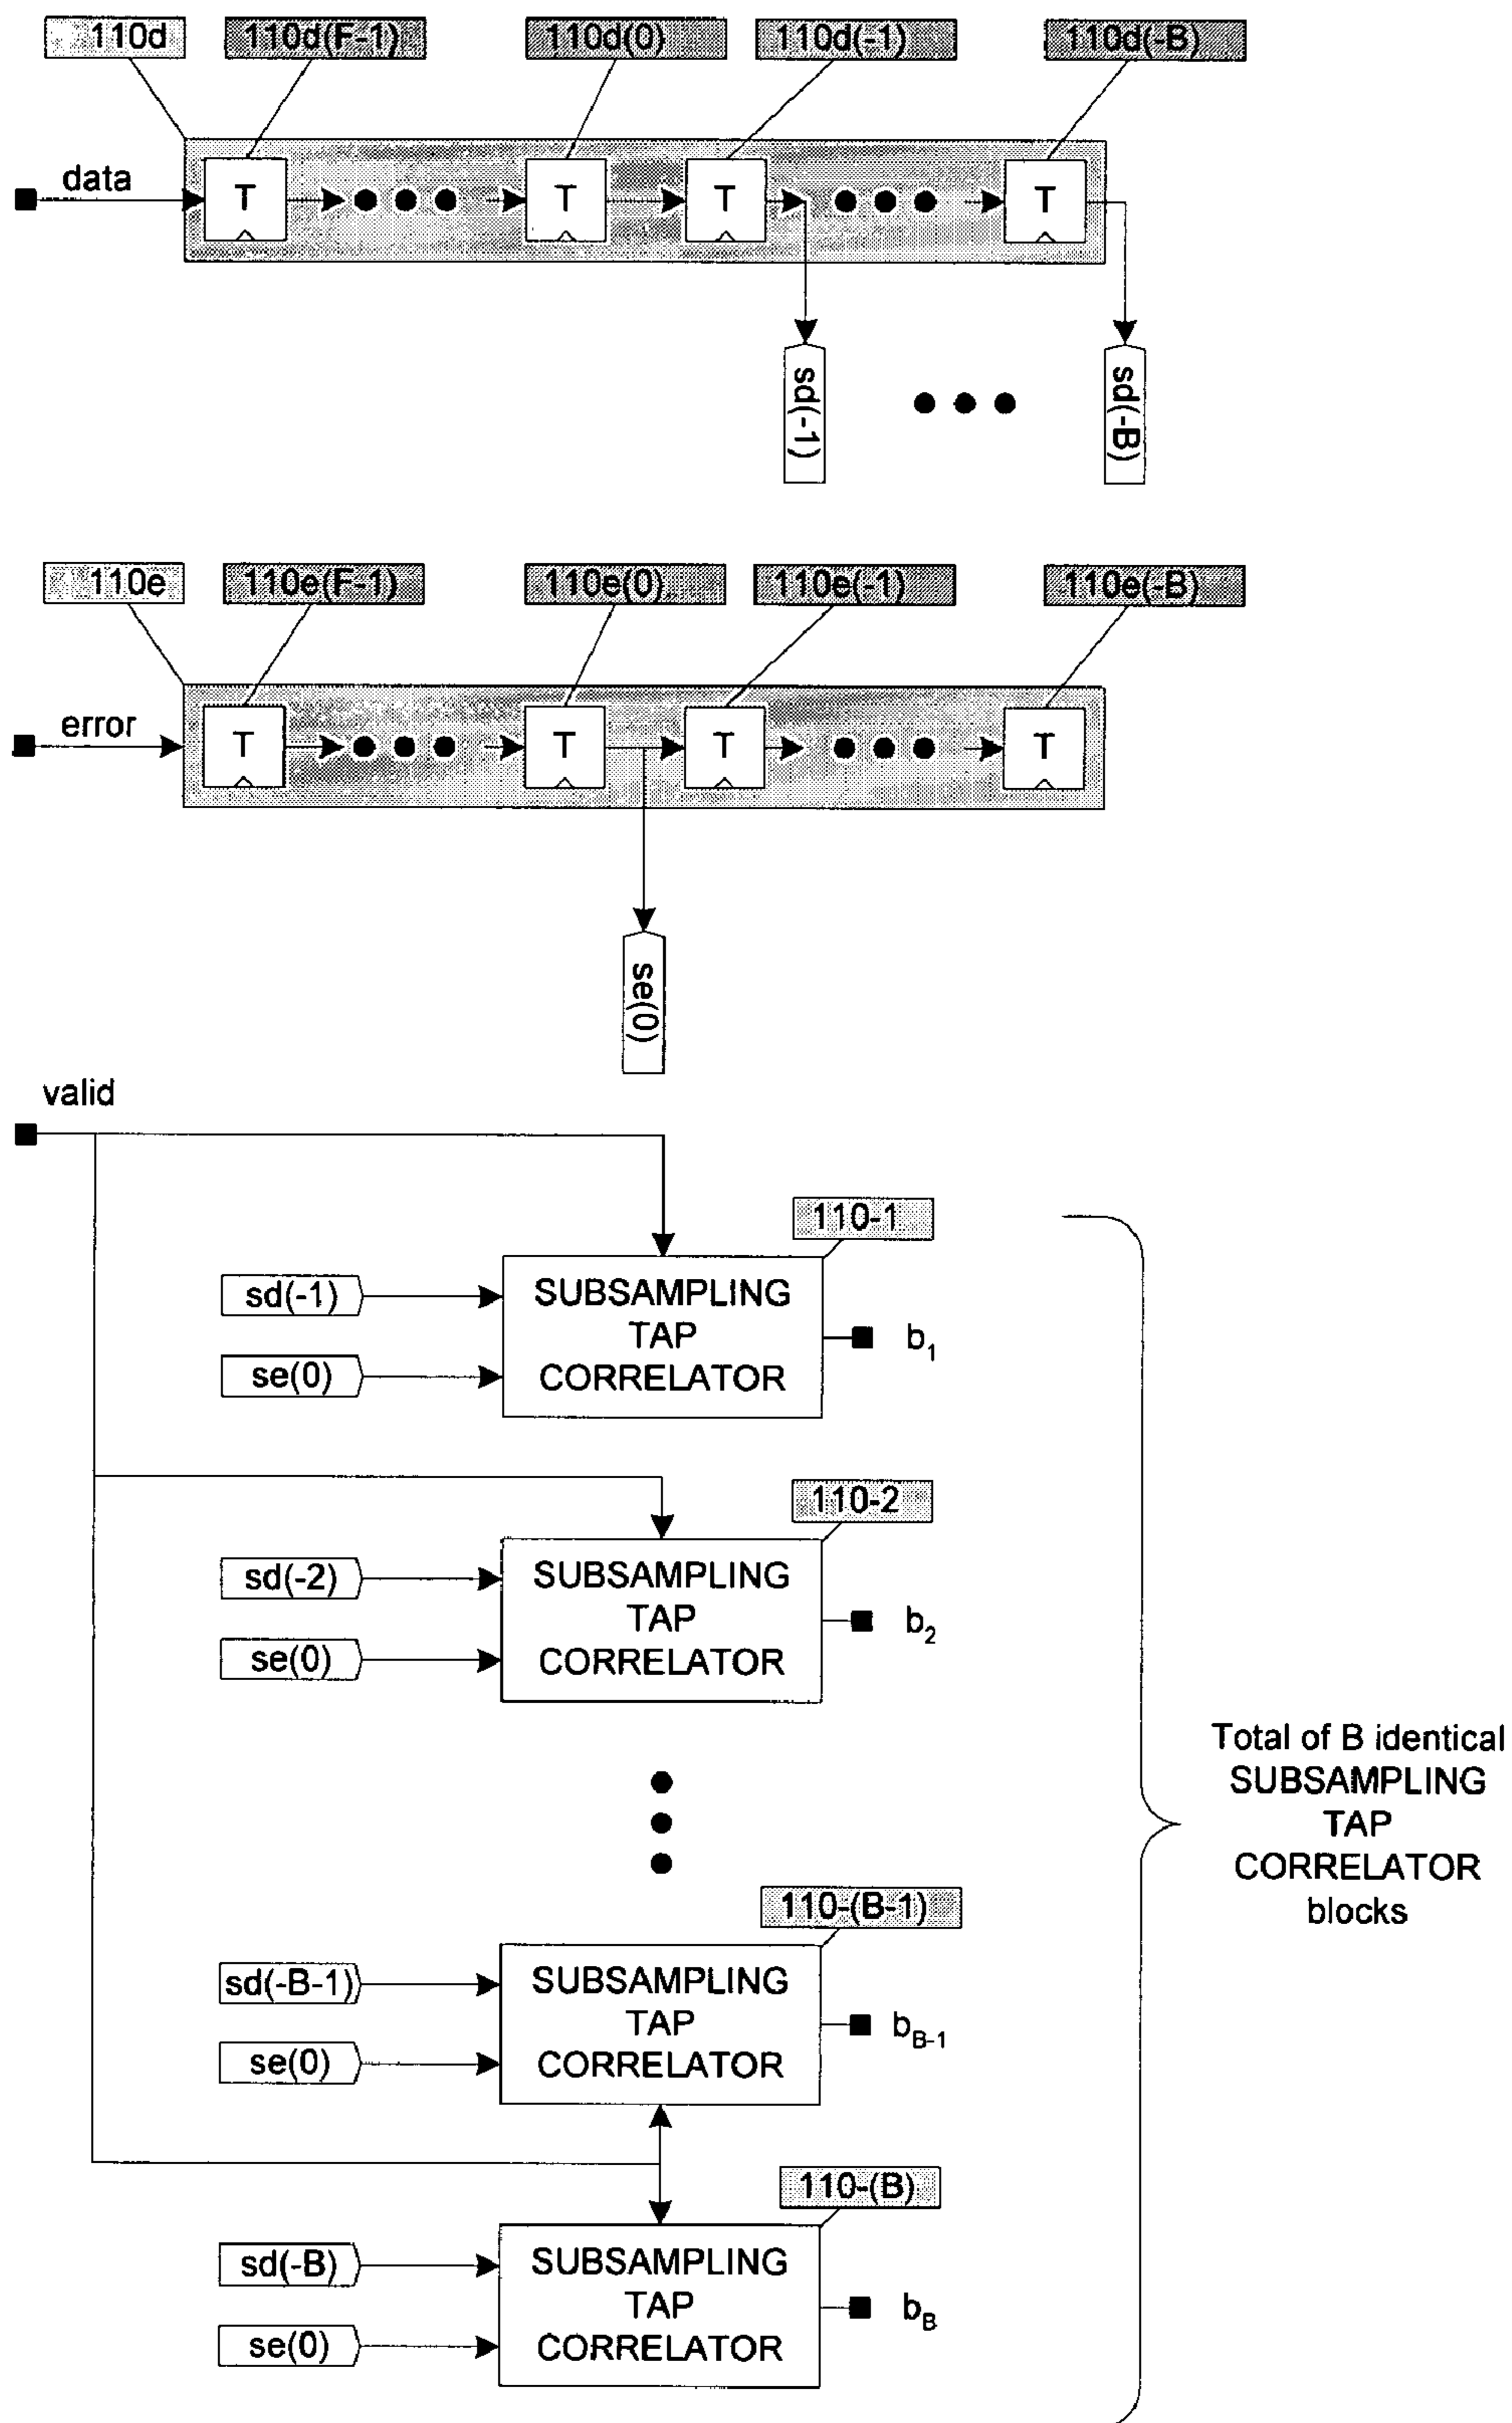 110d
110d(F-1)
110d(0)
110d(-1)
110d(-B)
data
T
T
T
T
sd(-1)
sd(-B)
110e
110e(F-1)
110e(0)
110e(-1)
110e(-B)
error
T
T
T
T
se(0)
valid
110-1
sd(-1)
se(0)
SUBSAMPLING
TAP
CORRELATOR
b1
110-2
sd(-2)
se(0)
SUBSAMPLING
TAP
CORRELATOR
b2
Total of B identical
SUBSAMPLING
TAP
CORRELATOR
blocks
110-(B-1)
sd(-B-1)
se(0)
SUBSAMPLING
TAP
CORRELATOR
bB-1
110-(B)
sd(-B)
se(0)
SUBSAMPLING
TAP
CORRELATOR
bB